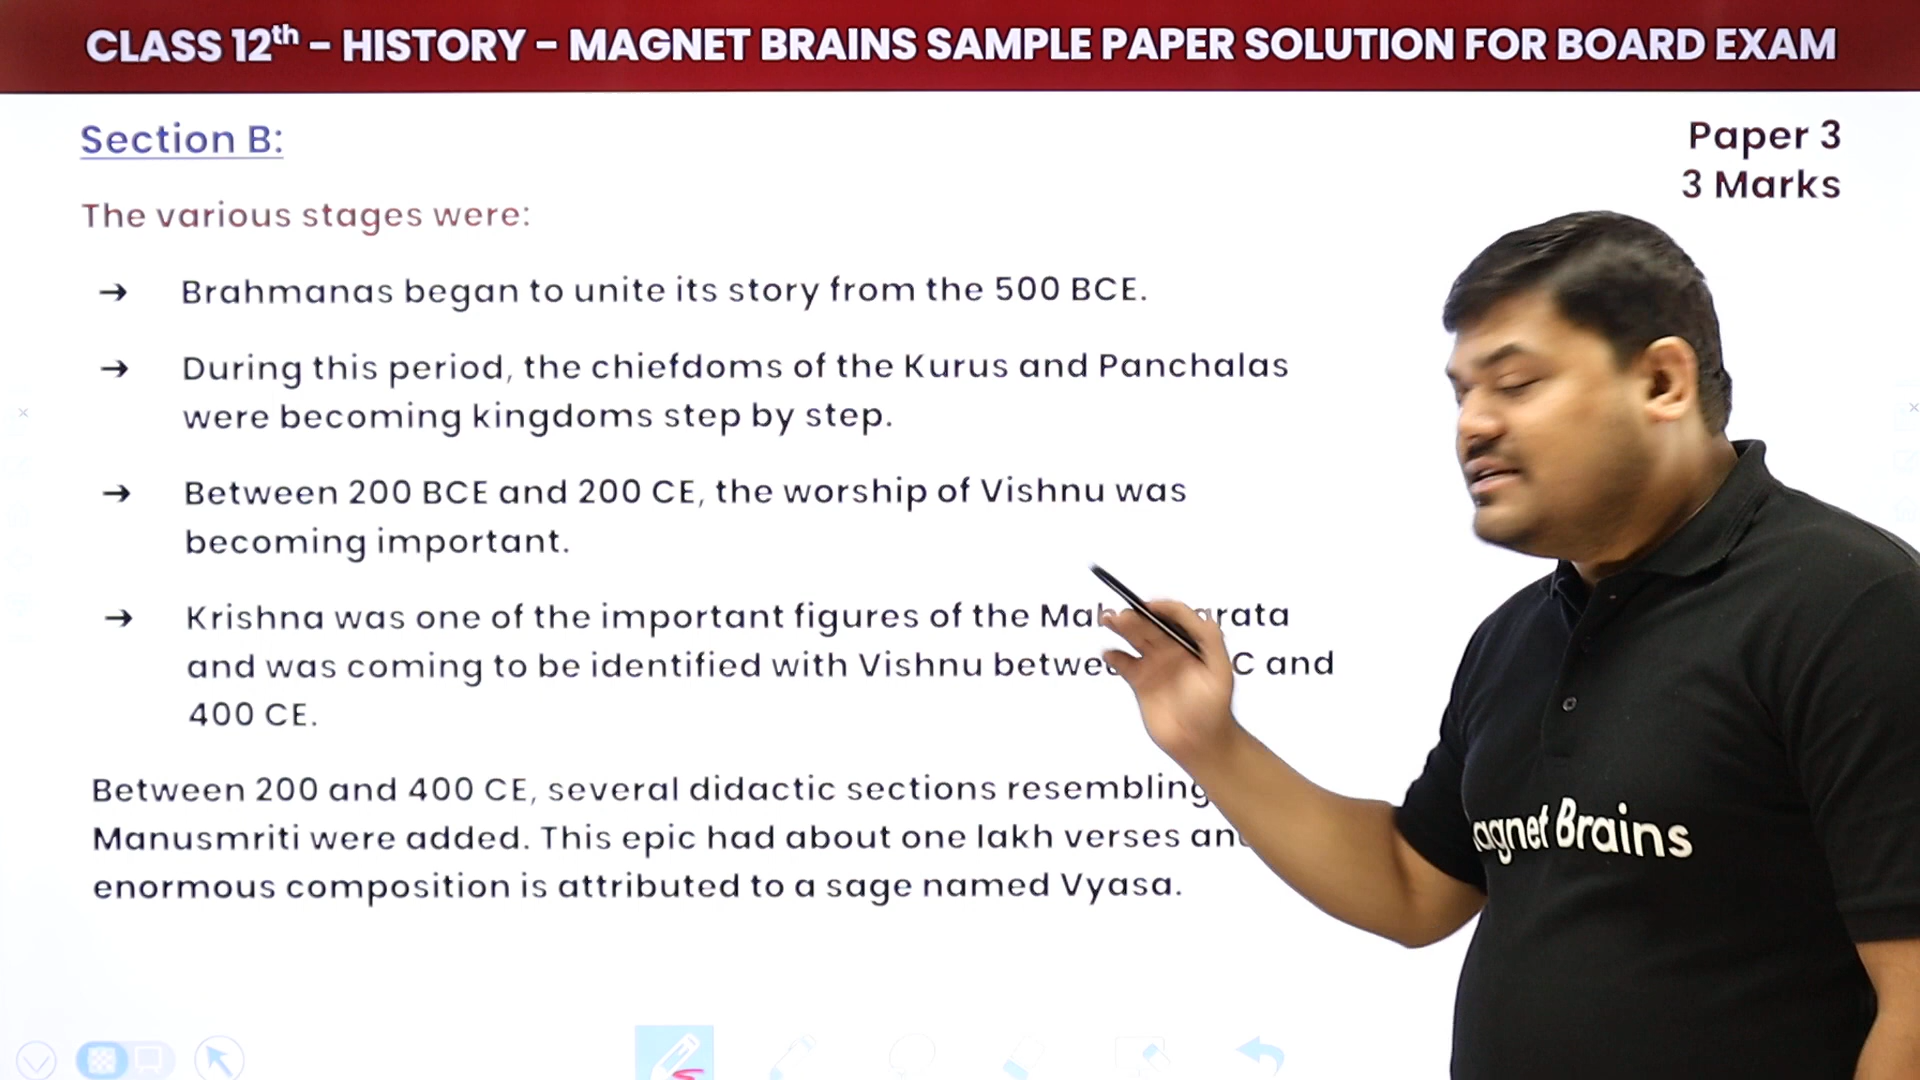 CLASS 12th – HISTORY – MAGNET BRAINS SAMPLE PAPER SOLUTION FOR BOARD EXAM
Section B:
Paper 3
3 Marks
The various stages were:
→ Brahmanas began to unite its story from the 500 BCE.
→ During this period, the chiefdoms of the Kurus and Panchalas
were becoming kingdoms step by step.
→ Between 200 BCE and 200 CE, the worship of Vishnu was
becoming important.
→ Krishna was one of the important figures of the
and was coming to be identified with Vishnu and
400 CE.
Between 200 and 400 CE, several didactic sections resembling
Manusmriti were added. This epic had about one lakh verses
enormous composition is attributed to a sage named Vyasa.
Brains